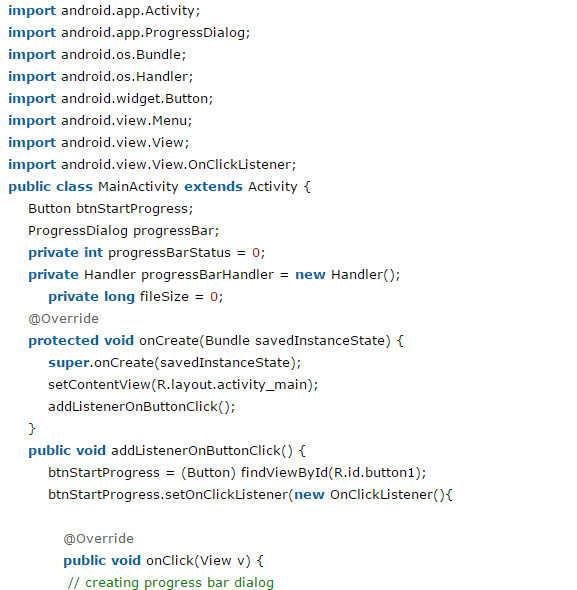 import android.app.Activity;
import android.app.ProgressDialog;
import android.os.Bundle;
import android.os.Handler;
import android.widget.Button;
import android.view.Menu;
import android.view.View;
import android.view.View.OnClickListener;
public class MainActivity extends Activity {
Button btnStartProgress;
ProgressDialog progressBar;
private int progressBarStatus = 0;
private Handler progressBarHandler = new Handler();
private long fileSize = 0;
@Override
protected void onCreate(Bundle savedInstanceState) {
super.onCreate(savedInstanceState);
setContentView(R.layout.activity_main);
addListenerOnButtonClick();
}
public void addListenerOnButtonClick() {
btnStartProgress = (Button) findViewById(R.id.button1);
btnStartProgress.setOnClickListener(new OnClickListener(){
@Override
public void onClick(View v) {
// creating progress bar dialog